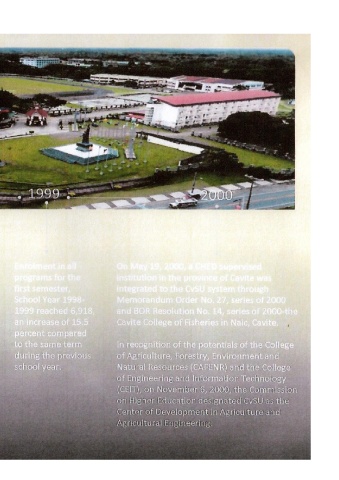 1999
2000
Enrolment in all
programs for the
first semester,
School Year 1998-
1999 reached 6,918,
an increase of 15.5
percent compared
to the same term
during the previous
school year.
On May 19, 2000, a CHED Supervised
institution in the province of Cavite was
integrated to the CvSU system through
Memorandum Order No. 27, series of 2000
and BOR Resolution No. 14, series of 2000-the
Cavite College of Fisheries in Naic, Cavite.
In recognition of the potentials of the College
of Agriculture, Forestry, Environment and
Natural Resources (CAFENR) and the College
of Engineering and Information Technology
(CEIT), on November 6, 2000, the Commission
on Higher Education designated CvSU as the
Center of Development in Agriculture and
Agricultural Engineering.